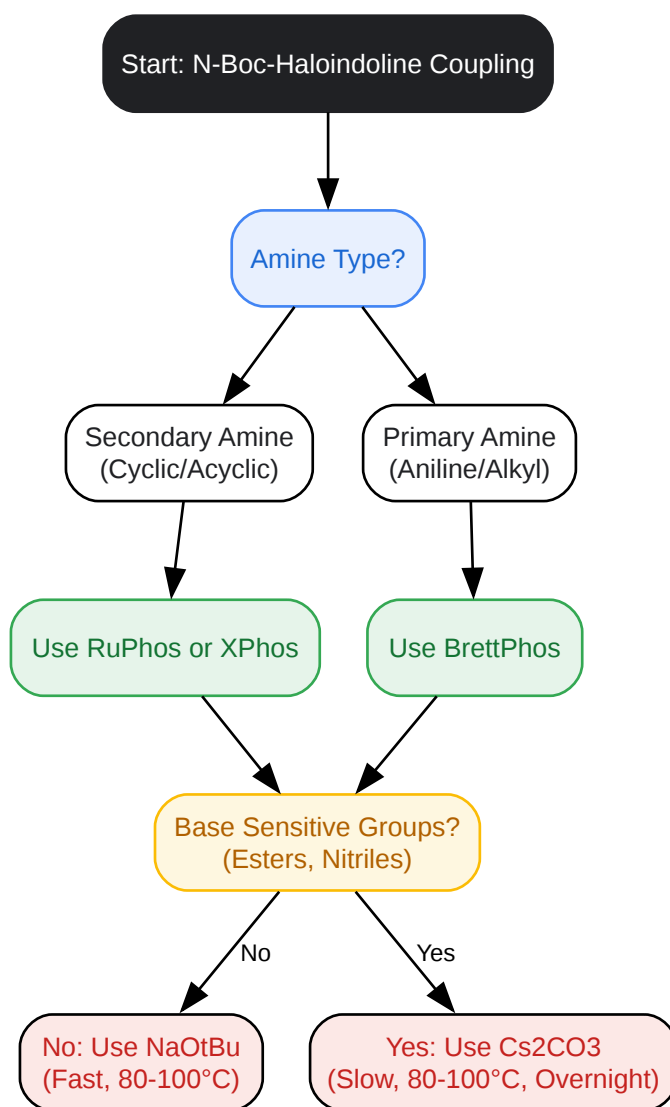 Start: N-Boc-Haloindoline Coupling
Amine Type?
Secondary Amine
(Cyclic/Acyclic)
Primary Amine
(Aniline/Alkyl)
Use RuPhos or XPhos
Use BrettPhos
Base Sensitive Groups?
(Esters, Nitriles)
No
Yes
No: Use NaOtBu
(Fast, 80-100°C)
Yes: Use Cs2CO3
(Slow, 80-100°C, Overnight)